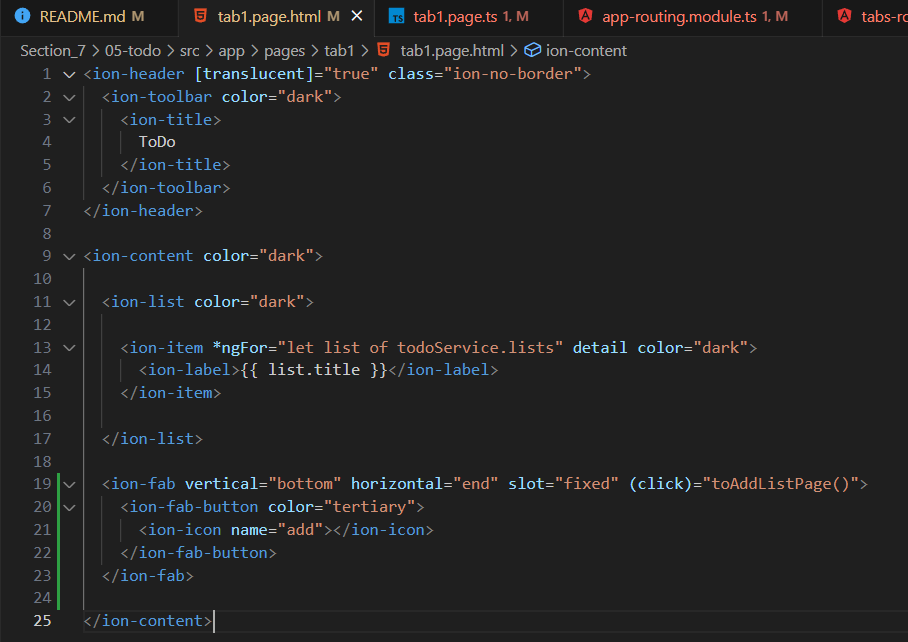 README.md M tab1.page.html M tab1.page.ts 1, M app-routing.module.ts 1, M
Section_7 > 05-todo > src > app > pages > tab1 > tab1.page.html > ion-content
1 <ion-header [translucent]="true" class="ion-no-border">
2 <ion-toolbar color="dark">
3 <ion-title>
4 ToDo
5 </ion-title>
6 </ion-toolbar>
7 </ion-header>
8
9 <ion-content color="dark">
10
11 <ion-list color="dark">
12
13 <ion-item *ngFor="let list of todoService.lists" detail color="dark">
14 <ion-label>{{ list.title }}</ion-label>
15 </ion-item>
16
17 </ion-list>
18
19 <ion-fab vertical="bottom" horizontal="end" slot="fixed" (click)="toAddListPage()">
20 <ion-fab-button color="tertiary">
21 <ion-icon name="add"></ion-icon>
22 </ion-fab-button>
23 </ion-fab>
24
25 </ion-content>